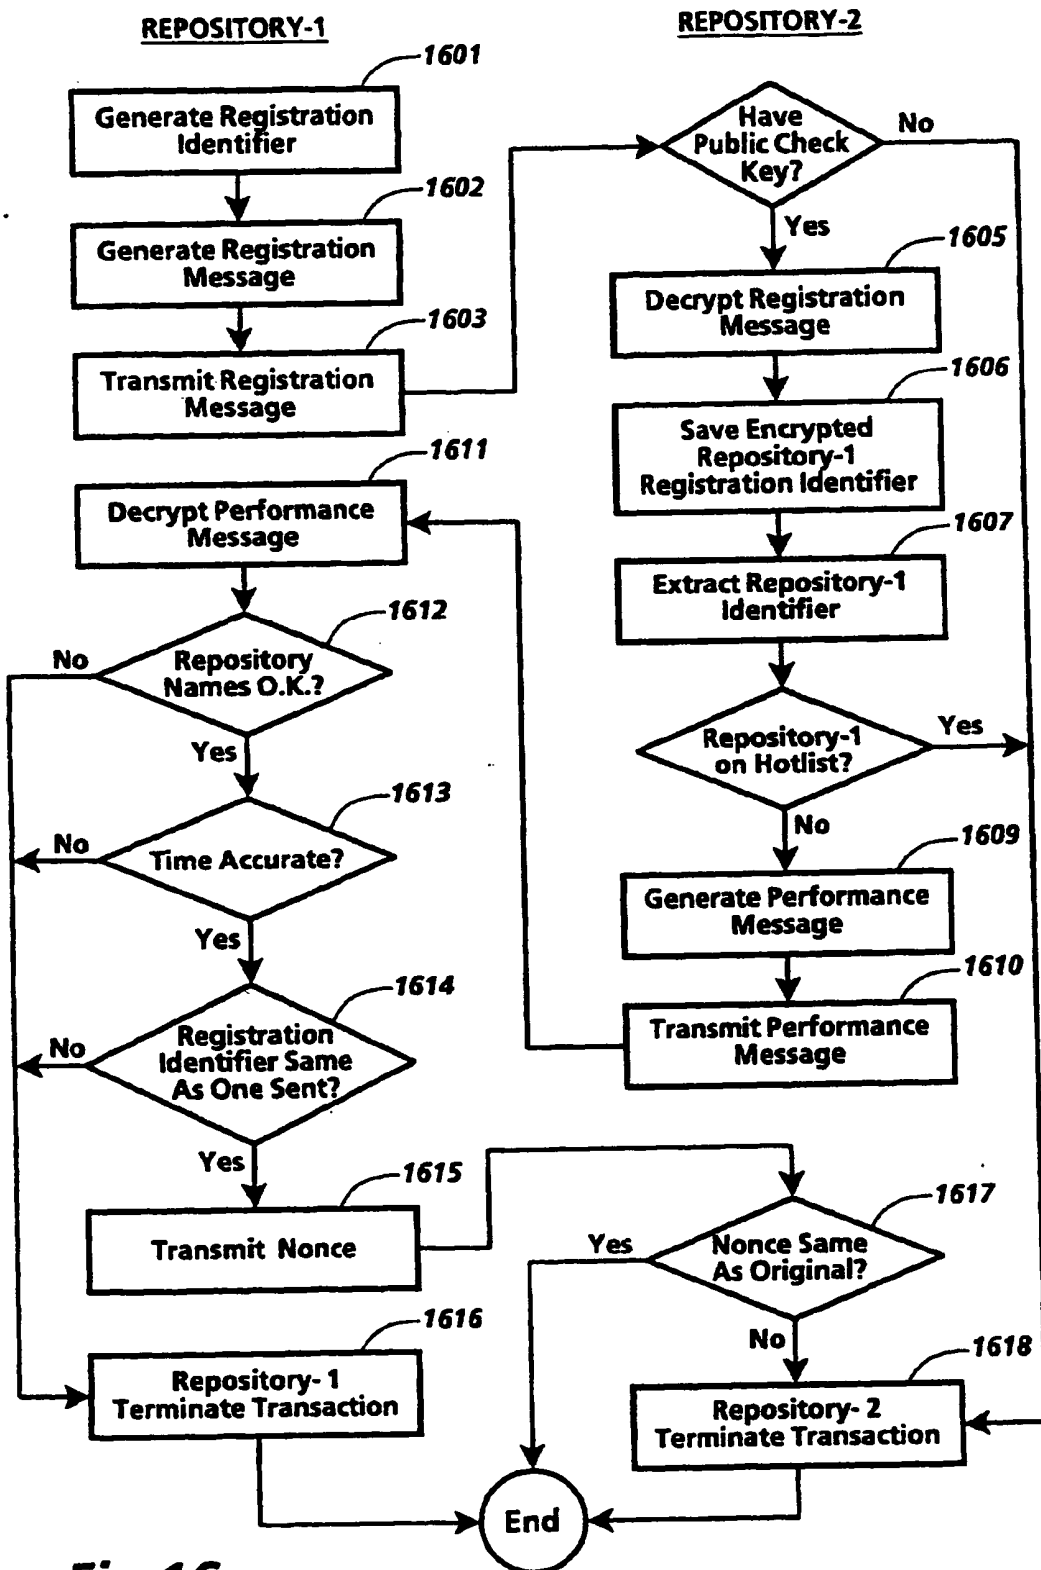 REPOSITORY-1
1601
Generate Registration
Identifier
1602
Generate Registration
Message
1603
Transmit Registration
Message
1611
Decrypt Performance
Message
1612
Repository
Names O.K.?
No
Yes
1613
Time Accurate?
No
Yes
1614
Registration
Identifier Same
As One Sent?
No
Yes
1615
Transmit Nonce
1616
Repository- 1
Terminate Transaction
REPOSITORY-2
Have
Public Check
Key?
No
Yes
1605
Decrypt Registration
Message
1606
Save Encrypted
Repository-1
Registration Identifier
1607
Extract Repository-1
Identifier
Repository-1
on Hotlist?
Yes
No
1609
Generate Performance
Message
1610
Transmit Performance
Message
1617
Nonce Same
As Original?
Yes
No
1618
Repository- 2
Terminate Transaction
End